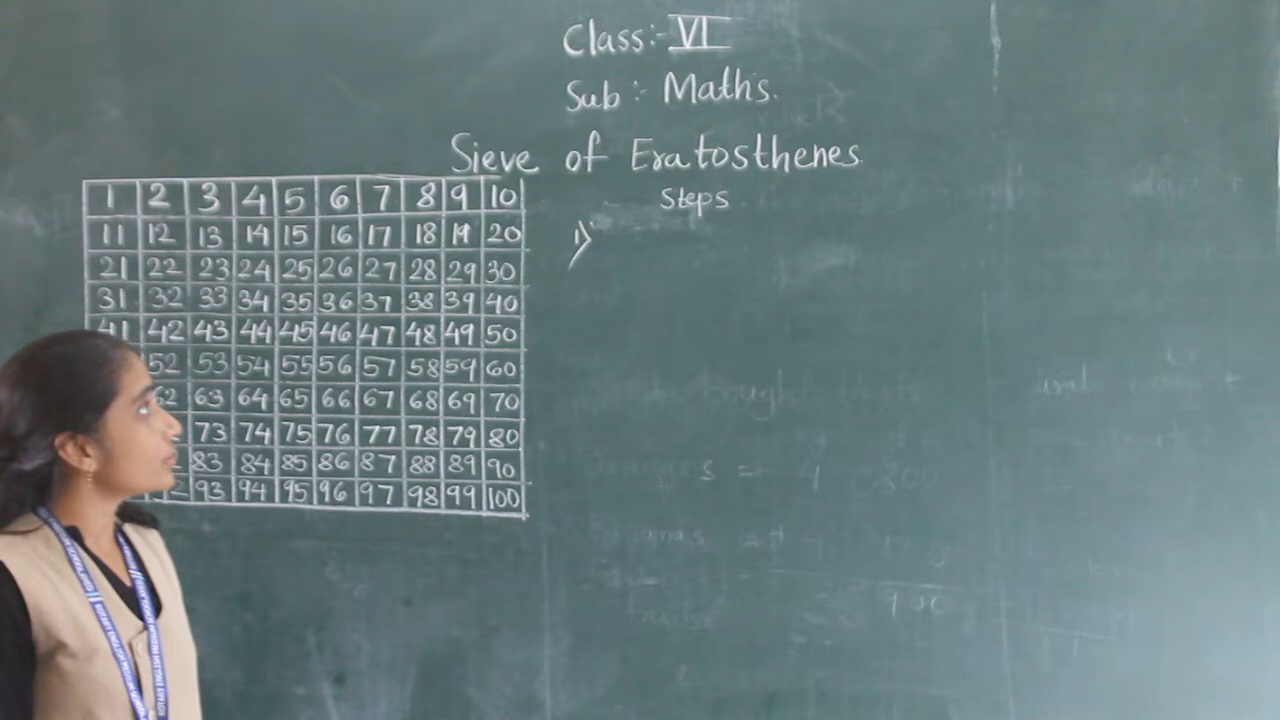 Class:- VI
Sub :- Maths.
Sieve of Eratosthenes
Steps
1)
1 2 3 4 5 6 7 8 9 10
11 12 13 14 15 16 17 18 19 20
21 22 23 24 25 26 27 28 29 30
31 32 33 34 35 36 37 38 39 40
41 42 43 44 45 46 47 48 49 50
52 53 54 55 56 57 58 59 60
62 63 64 65 66 67 68 69 70
73 74 75 76 77 78 79 80
83 84 85 86 87 88 89 90
93 94 95 96 97 98 99 100